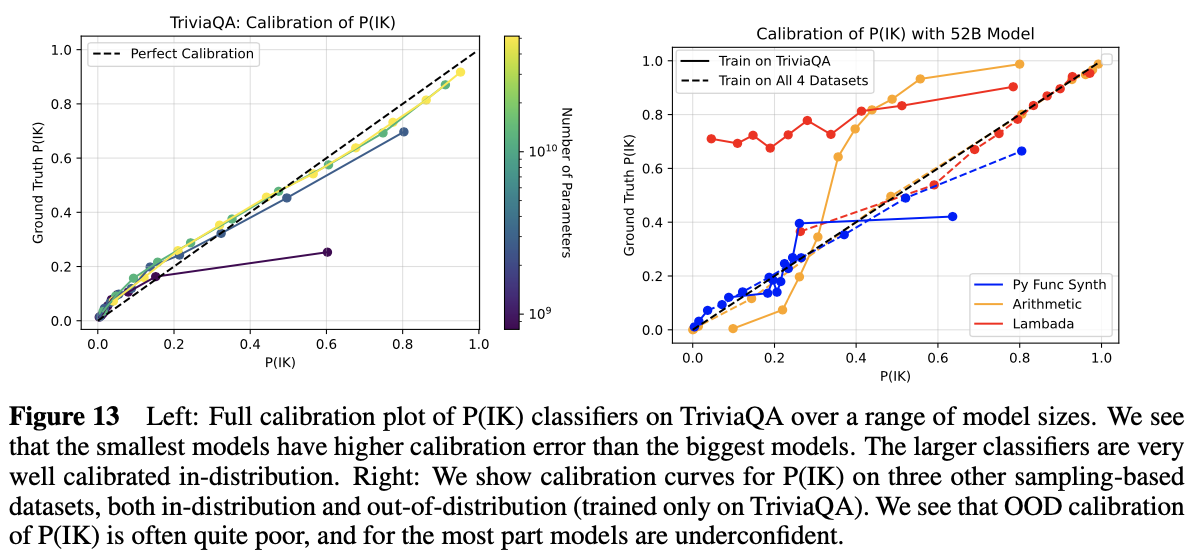 TriviaQA: Calibration of P(IK)
Perfect Calibration
Ground Truth P(IK)
1.0
0.8
0.6
0.4
0.2
0.0
0.0 0.2 0.4 0.6 0.8 1.0
P(IK)
10¹⁰
10⁹
Number of Parameters
Calibration of P(IK) with 52B Model
Train on TriviaQA
Train on All 4 Datasets
Ground Truth P(IK)
1.0
0.8
0.6
0.4
0.2
0.0
Py Func Synth
Arithmetic
Lambada
0.0 0.2 0.4 0.6 0.8 1.0
P(IK)
Figure 13 Left: Full calibration plot of P(IK) classifiers on TriviaQA over a range of model sizes. We see
that the smallest models have higher calibration error than the biggest models. The larger classifiers are very
well calibrated in-distribution. Right: We show calibration curves for P(IK) on three other sampling-based
datasets, both in-distribution and out-of-distribution (trained only on TriviaQA). We see that OOD calibration
of P(IK) is often quite poor, and for the most part models are underconfident.